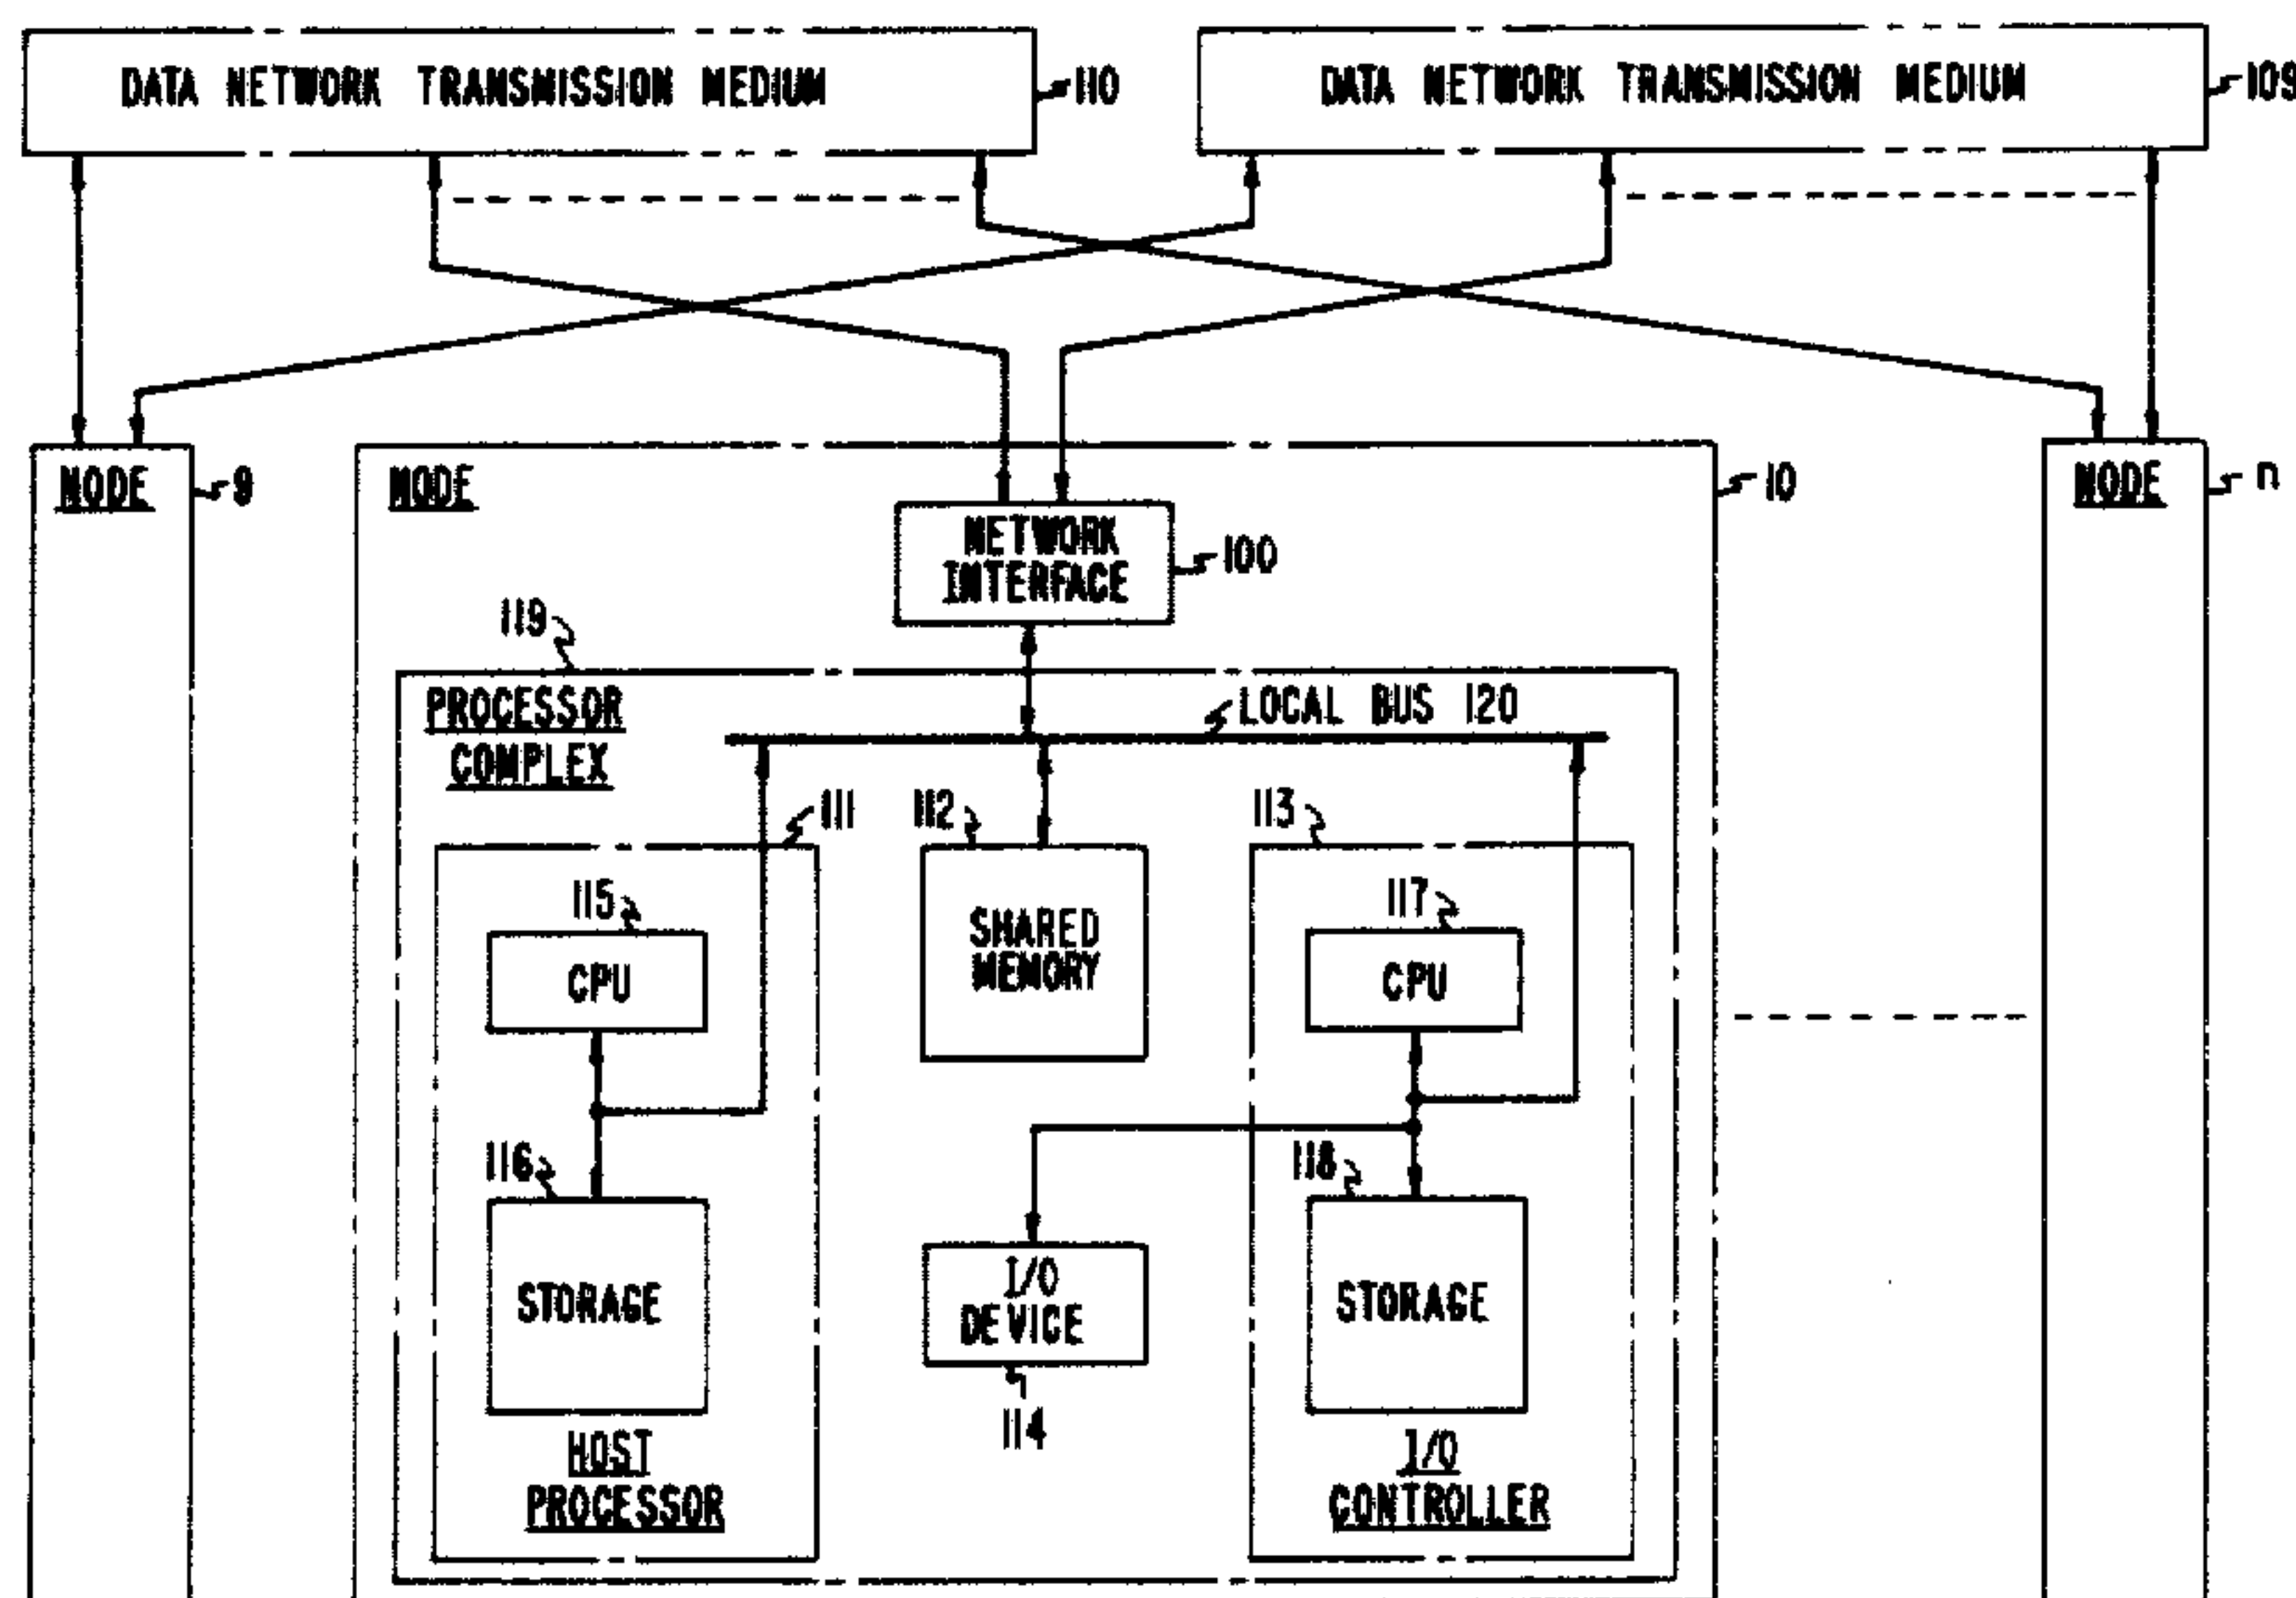 DATA NETWORK TRANSMISSION MEDIUM
110
DATA NETWORK TRANSMISSION MEDIUM
109
NODE
9
NODE
10
NODE
n
NETWORK
INTERFACE
100
119
PROCESSOR
COMPLEX
LOCAL BUS 120
111
112
113
115
CPU
SHARED
MEMORY
117
CPU
116
STORAGE
I/O
DEVICE
114
118
STORAGE
HOST
PROCESSOR
I/O
CONTROLLER